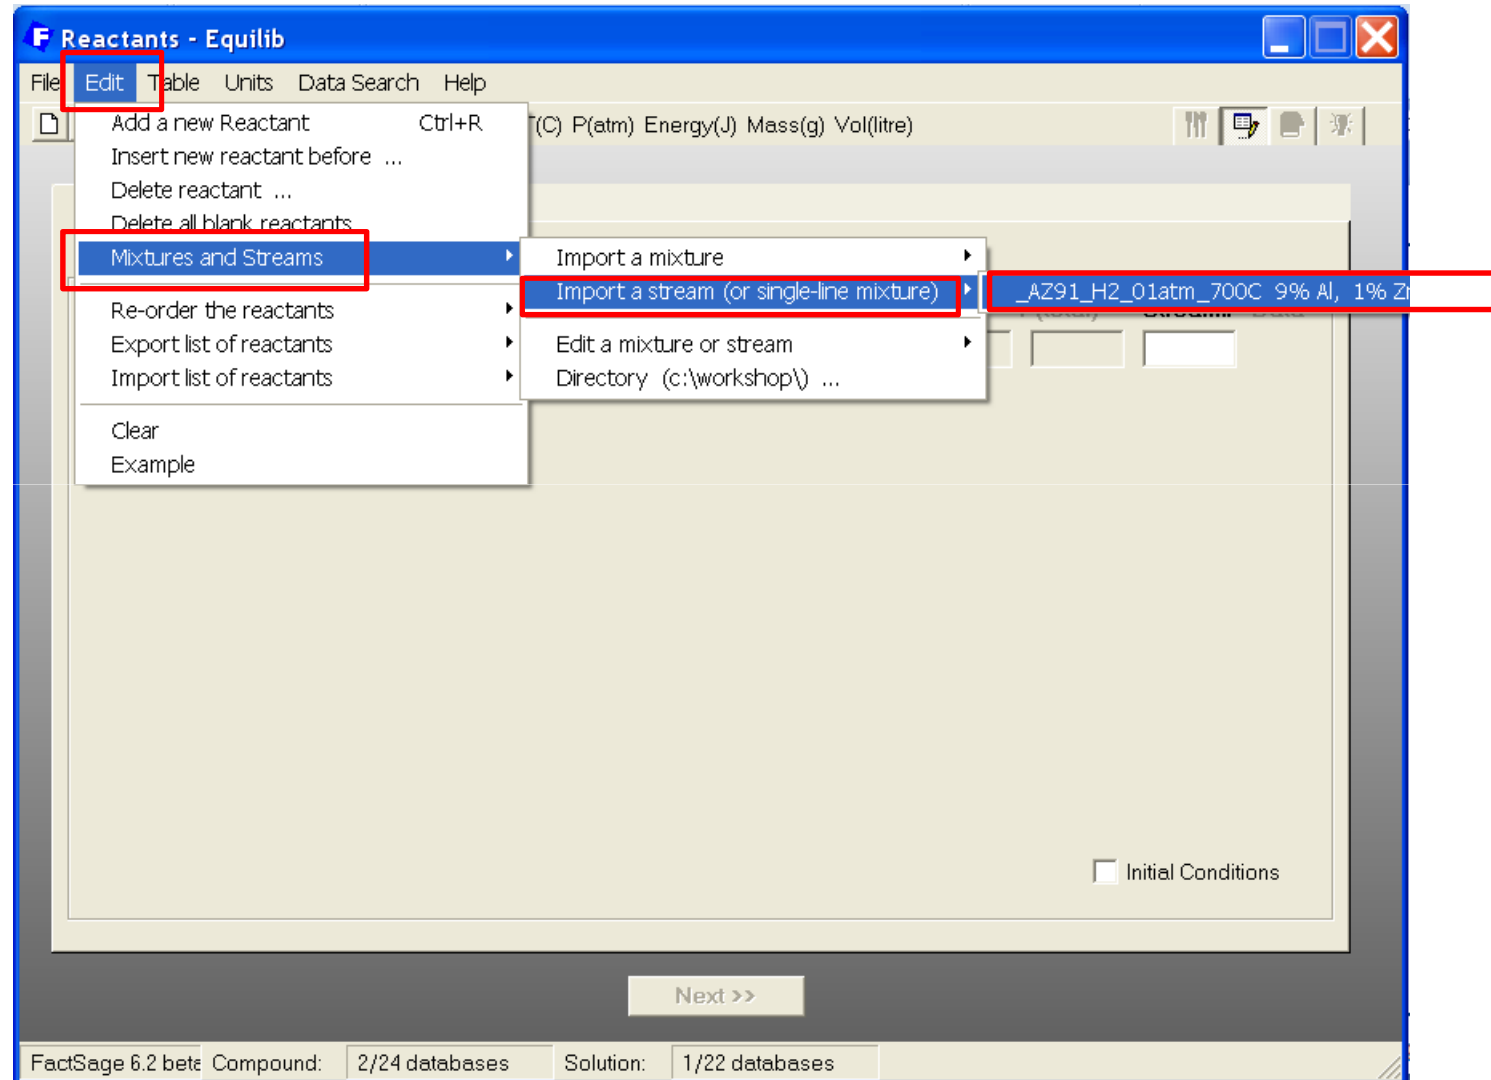 Reactants - Equilib
File Edit Table Units Data Search Help
(C) P(atm) Energy(J) Mass(g) Vol(litre)
Add a new Reactant Ctrl+R
Insert new reactant before ...
Delete reactant ...
Delete all blank reactants
Mixtures and Streams
Re-order the reactants
Export list of reactants
Import list of reactants
Clear
Example
Import a mixture
Import a stream (or single-line mixture)
Edit a mixture or stream
Directory (c:\workshop\) ...
_AZ91_H2_01atm_700C 9% Al, 1% Zn
Initial Conditions
Next >>
FactSage 6.2 beta Compound: 2/24 databases Solution: 1/22 databases